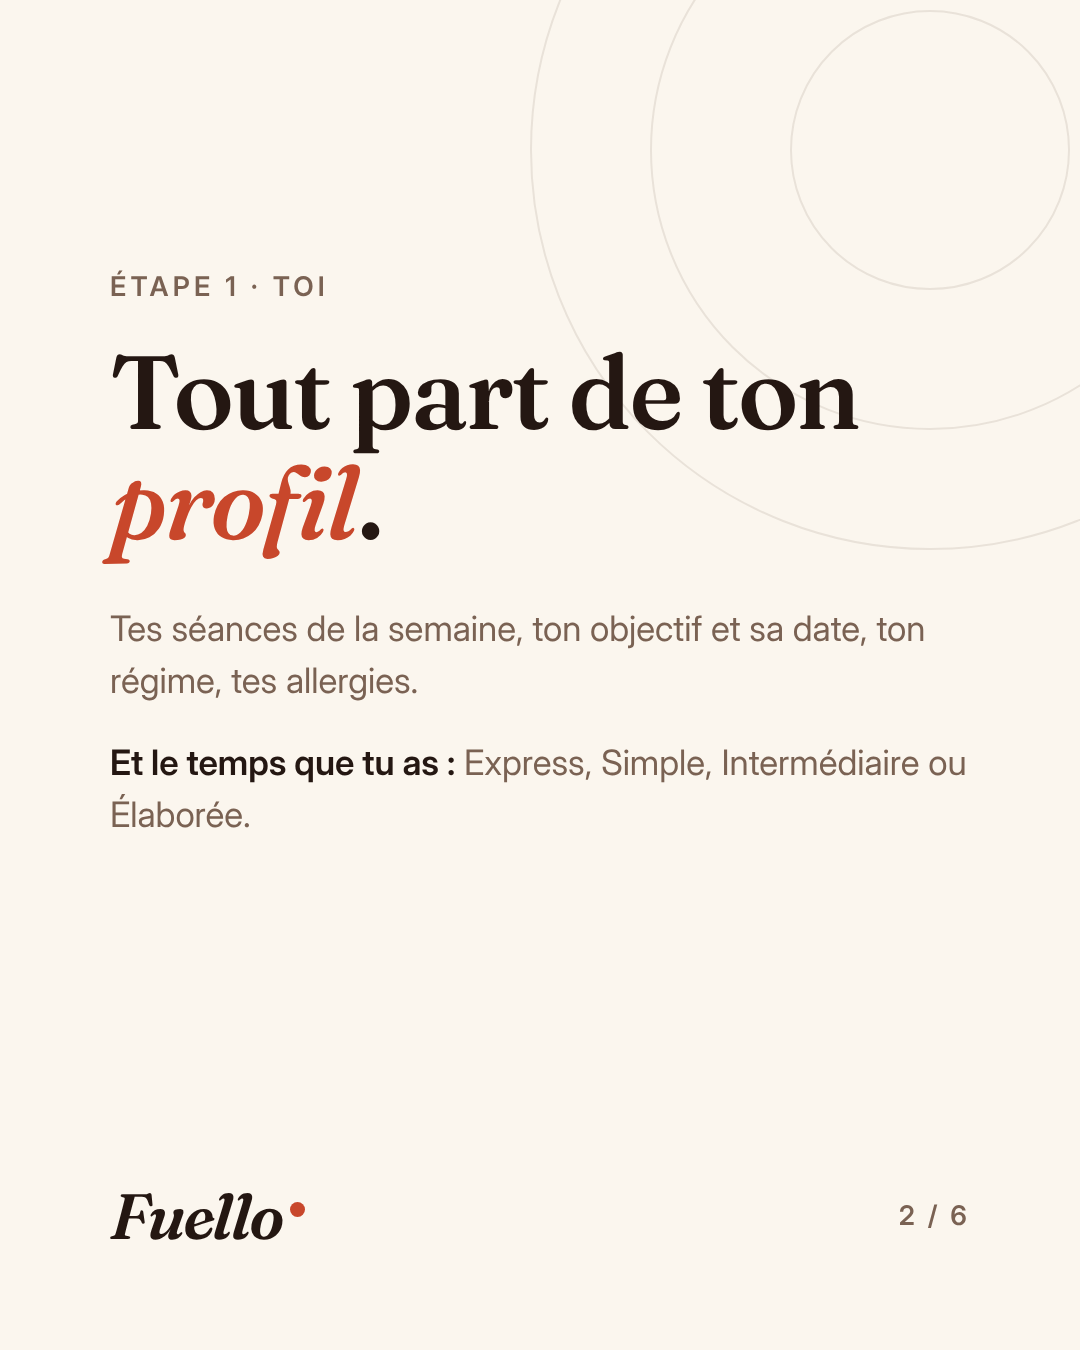 ÉTAPE 1 · TOI
Tout part de ton
profil.
Tes séances de la semaine, ton objectif et sa date, ton
régime, tes allergies.
Et le temps que tu as : Express, Simple, Intermédiaire ou
Élaborée.
Fuello
2 / 6